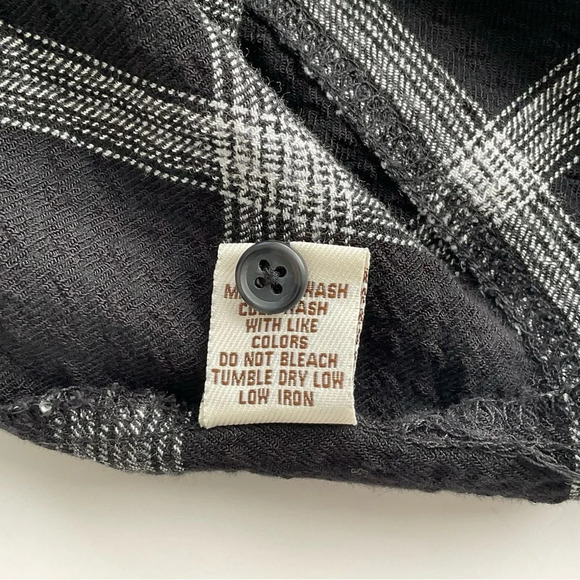 WASH
WITH LIKE
COLORS
DO NOT BLEACH
TUMBLE DRY LOW
LOW IRON